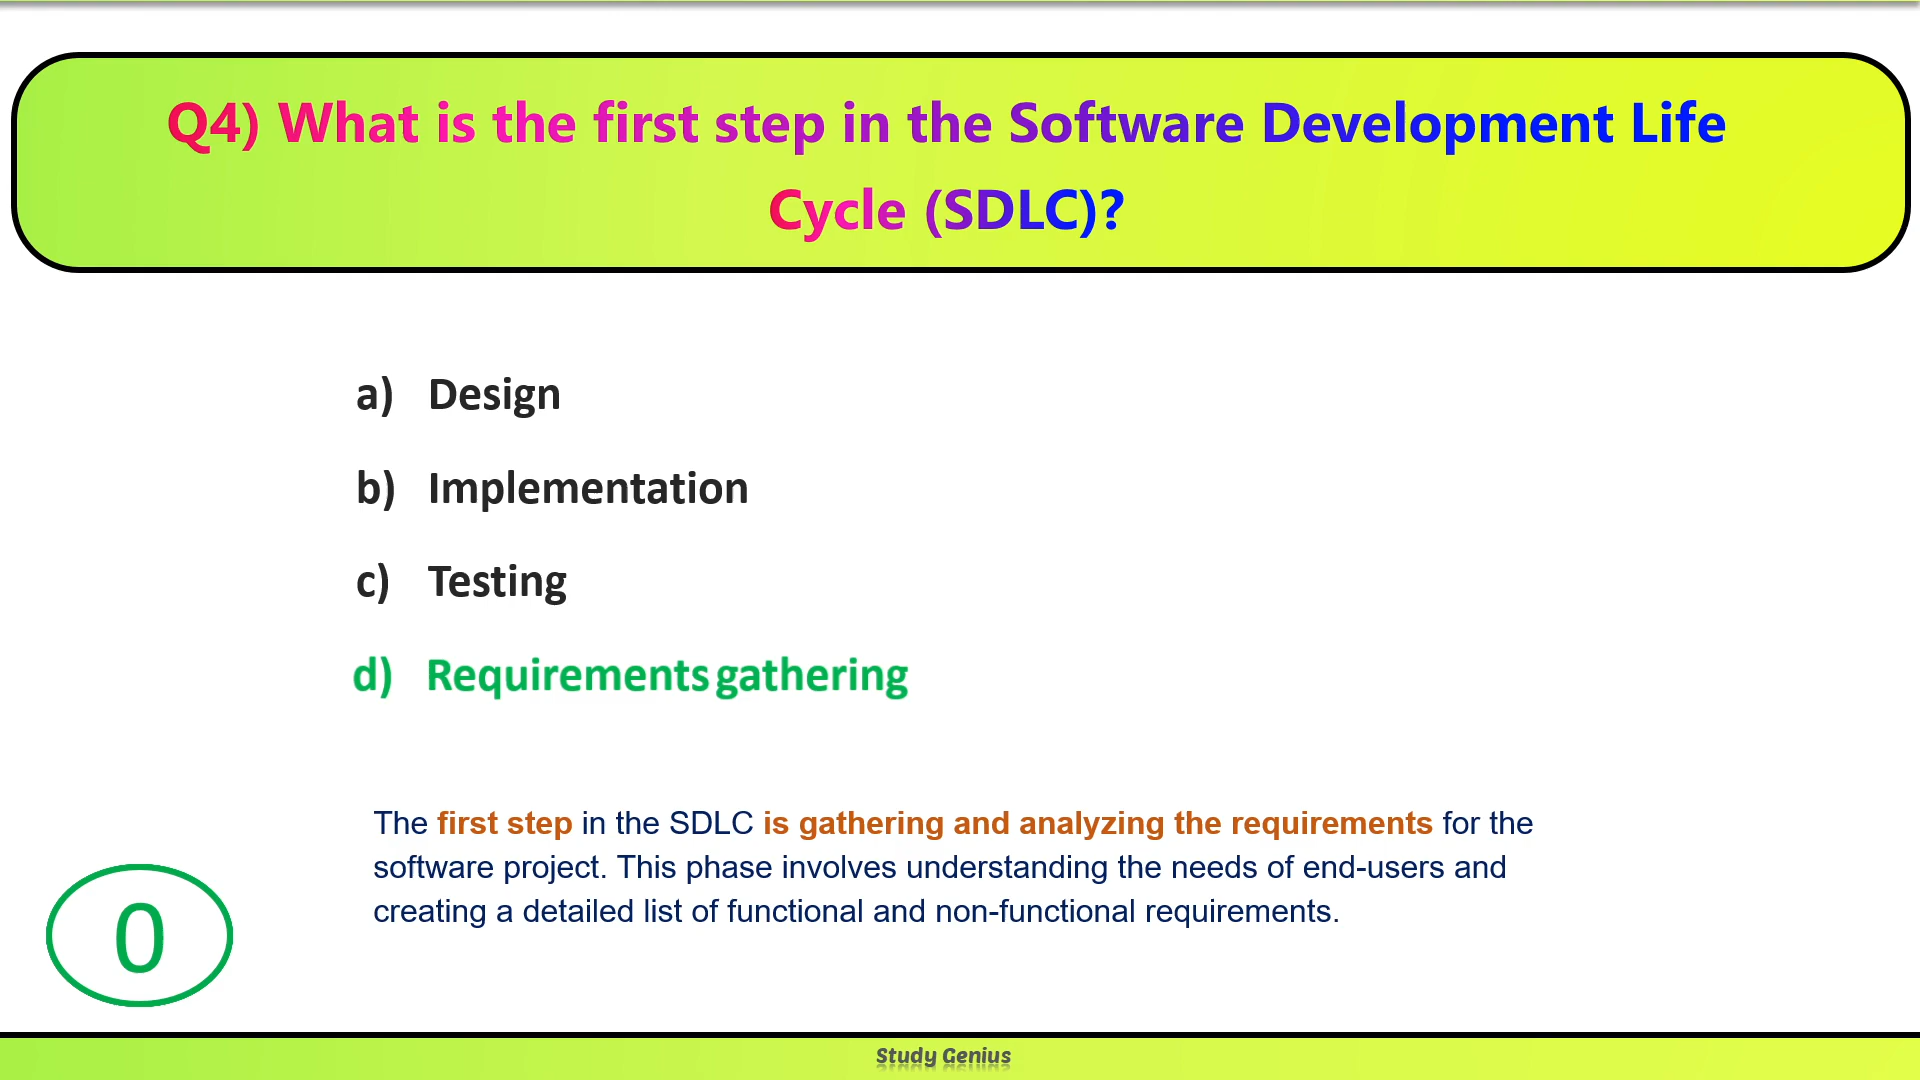 Q4) What is the first step in the Software Development Life
Cycle (SDLC)?
a) Design
b) Implementation
c) Testing
d) Requirements gathering
The first step in the SDLC is gathering and analyzing the requirements for the
software project. This phase involves understanding the needs of end-users and
creating a detailed list of functional and non-functional requirements.
0
Study Genius